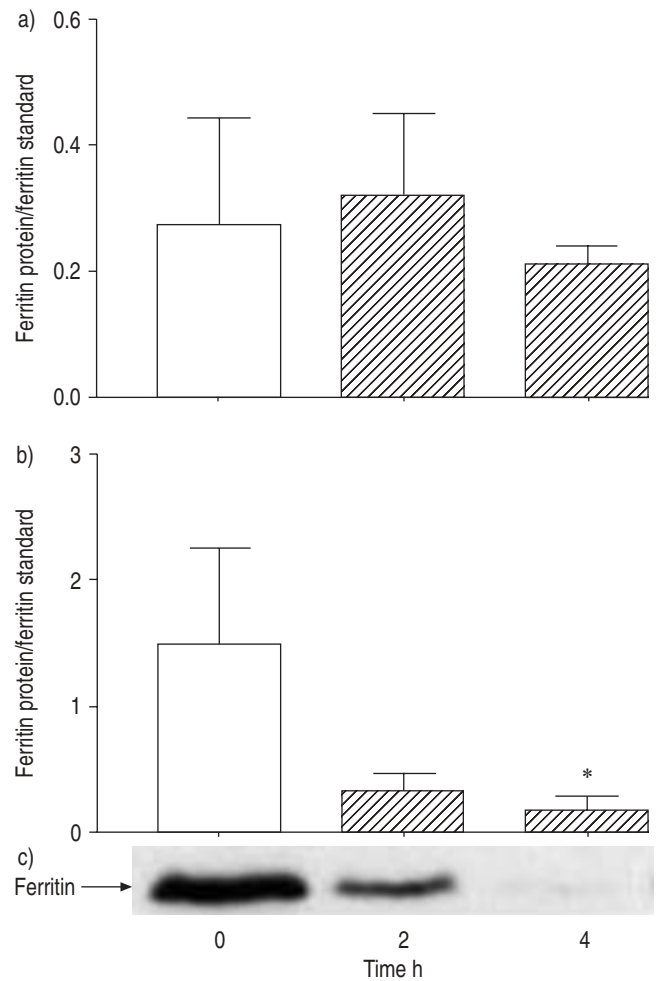 a)
Ferritin protein/ferritin standard
0.6
0.4
0.2
0.0
b)
Ferritin protein/ferritin standard
3
2
1
0
*
c)
Ferritin
0 2 4
Time h